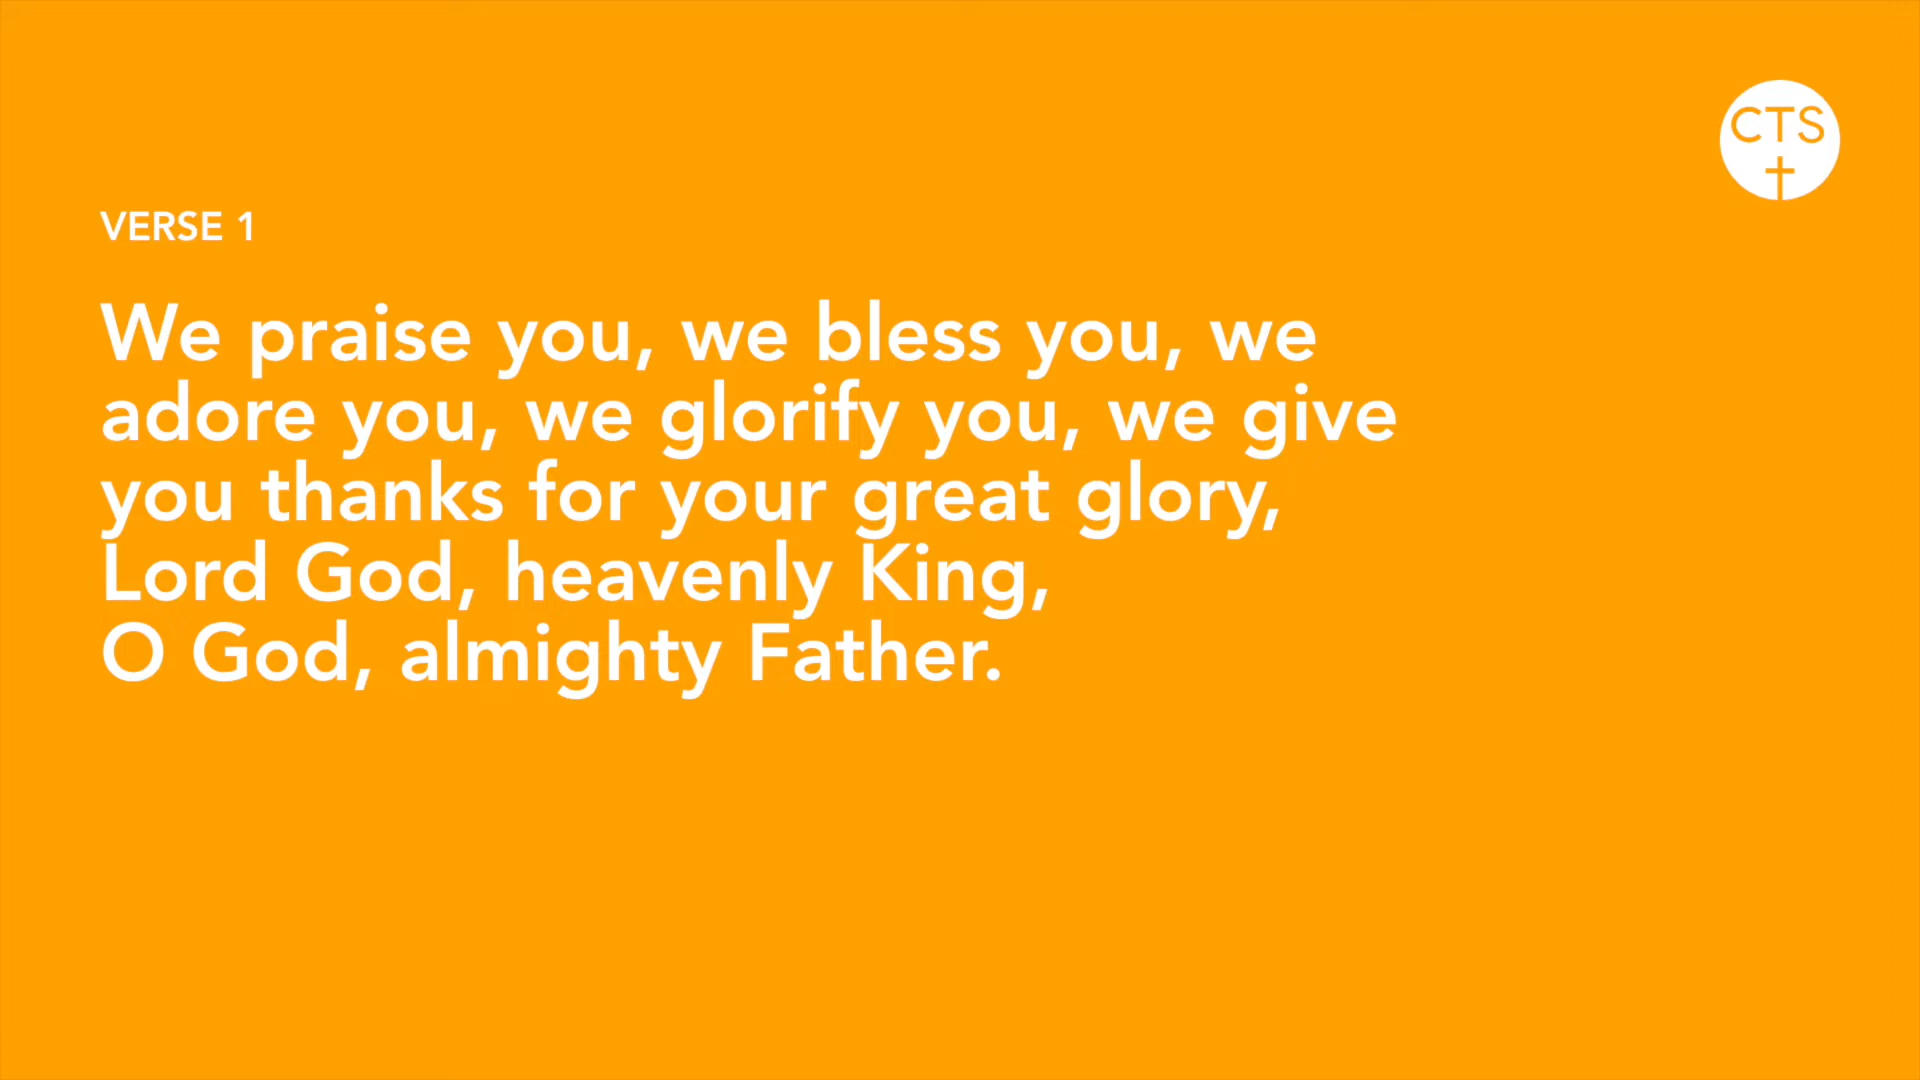 CTS
VERSE 1
We praise you, we bless you, we
adore you, we glorify you, we give
you thanks for your great glory,
Lord God, heavenly King,
O God, almighty Father.